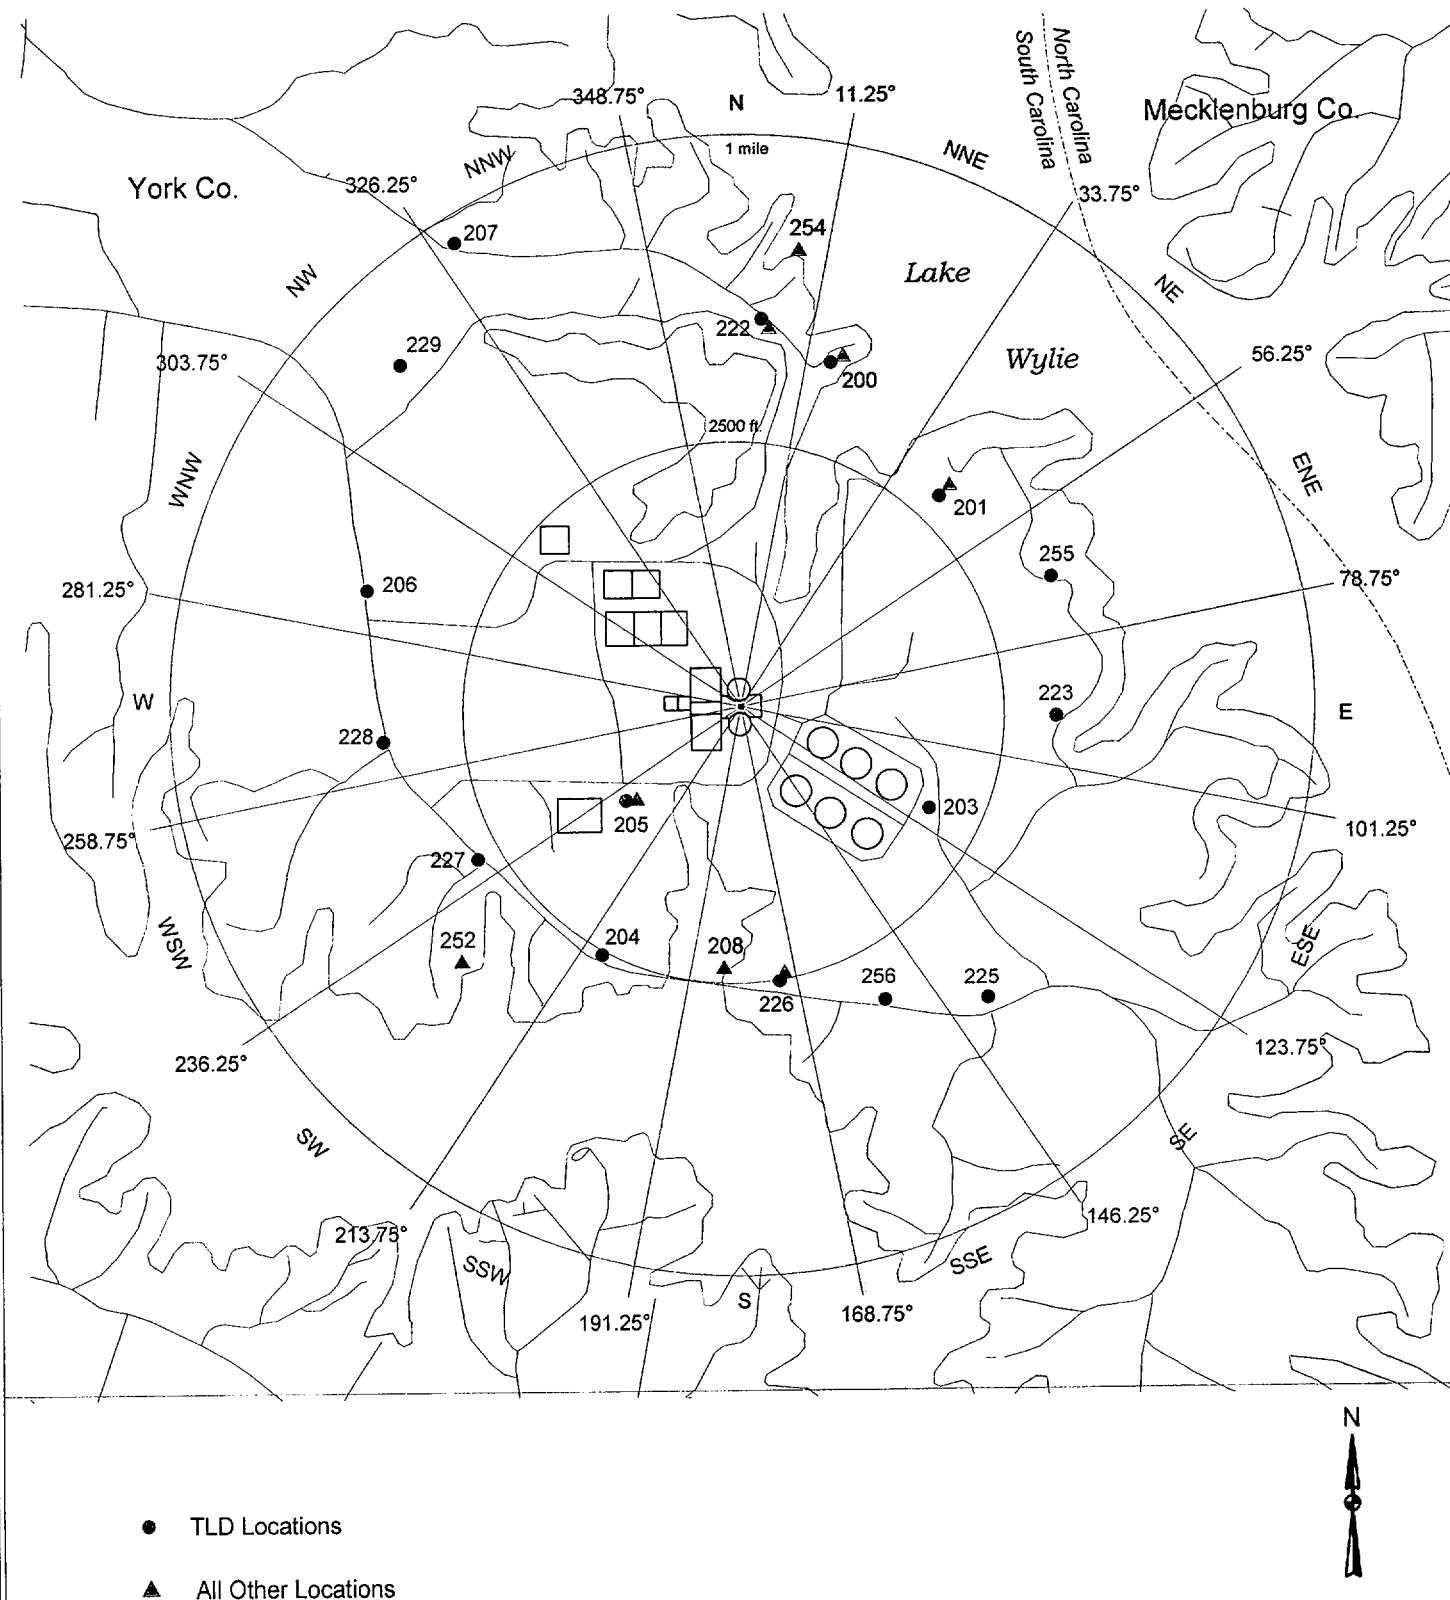 348.75°
N
11.25°
North Carolina
South Carolina
Mecklenburg Co.
1 mile
NNW
NNE
York Co.
326.25°
33.75°
207
254
Lake
NW
NE
222
229
303.75°
200
Wylie
56.25°
2500 ft.
WNW
ENE
201
255
281.25°
206
78.75°
W
223
E
228
203
205
258.75°
101.25°
227
WSW
252
204
208
ESE
226
256
225
236.25°
123.75°
SW
SE
213.75°
146.25°
SSW
SSE
S
191.25°
168.75°
N
TLD Locations
All Other Locations